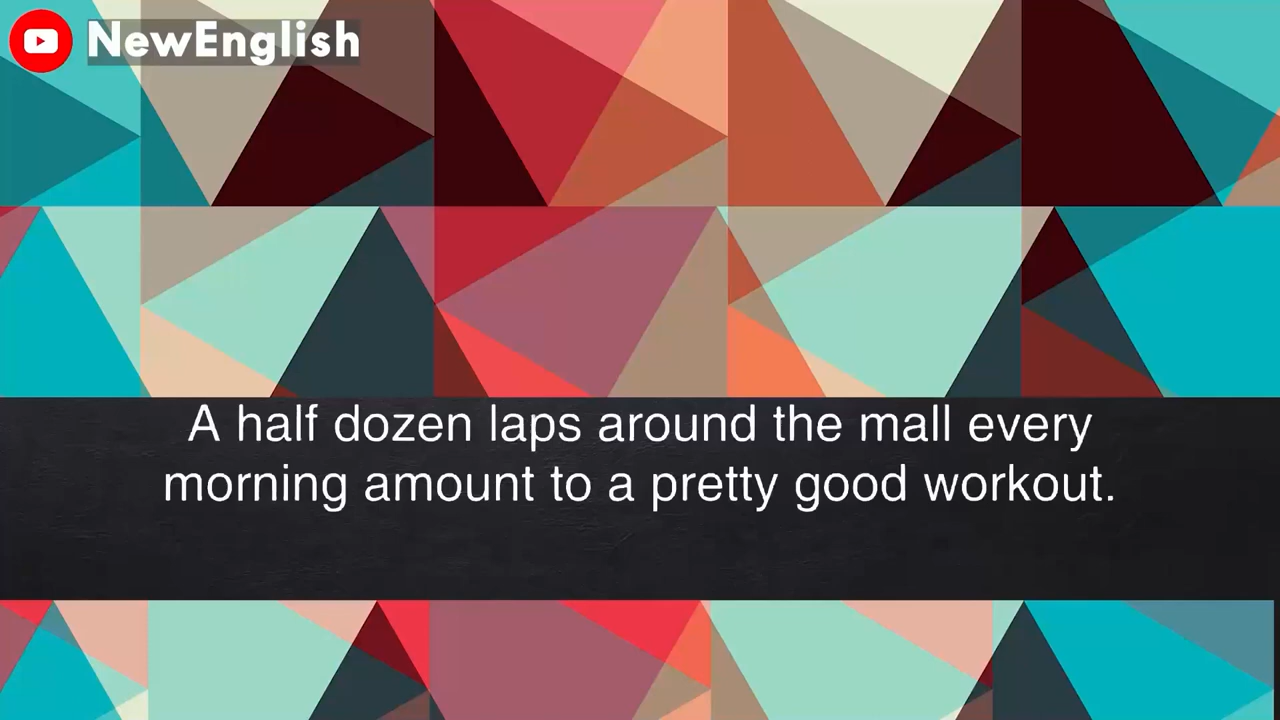 NewEnglish
A half dozen laps around the mall every
morning amount to a pretty good workout.